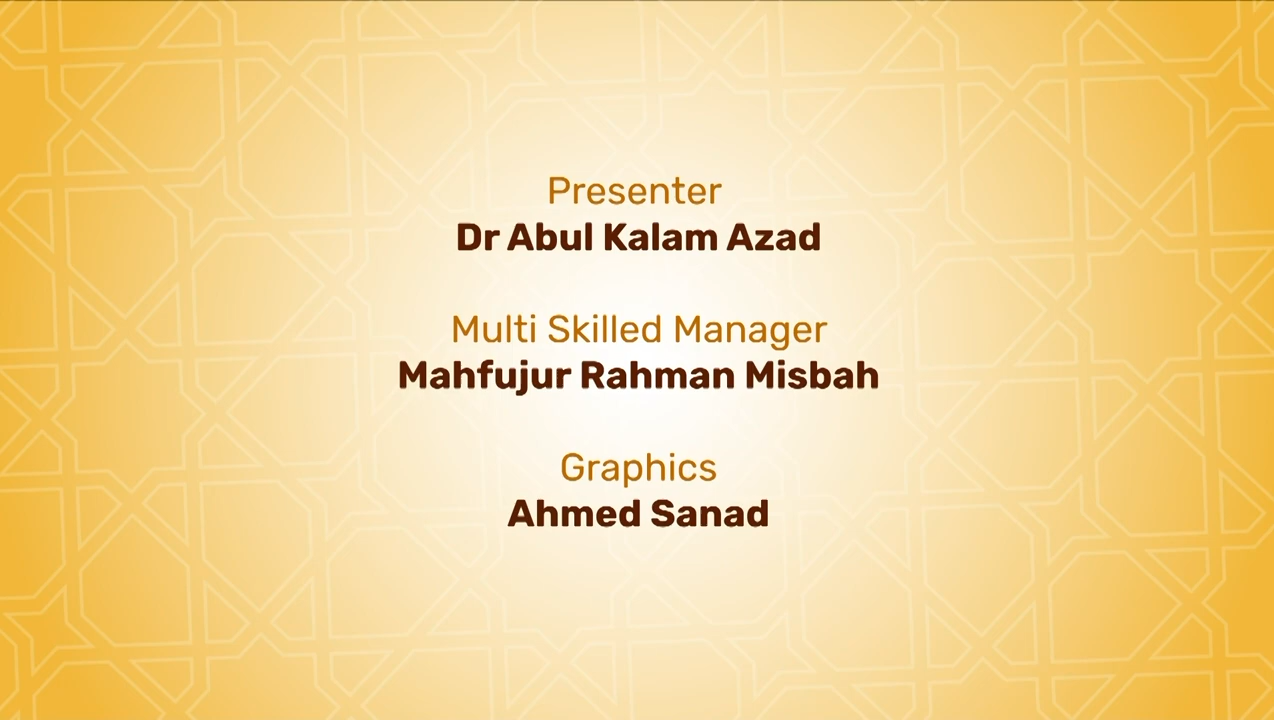 Presenter
Dr Abul Kalam Azad
Multi Skilled Manager
Mahfujur Rahman Misbah
Graphics
Ahmed Sanad